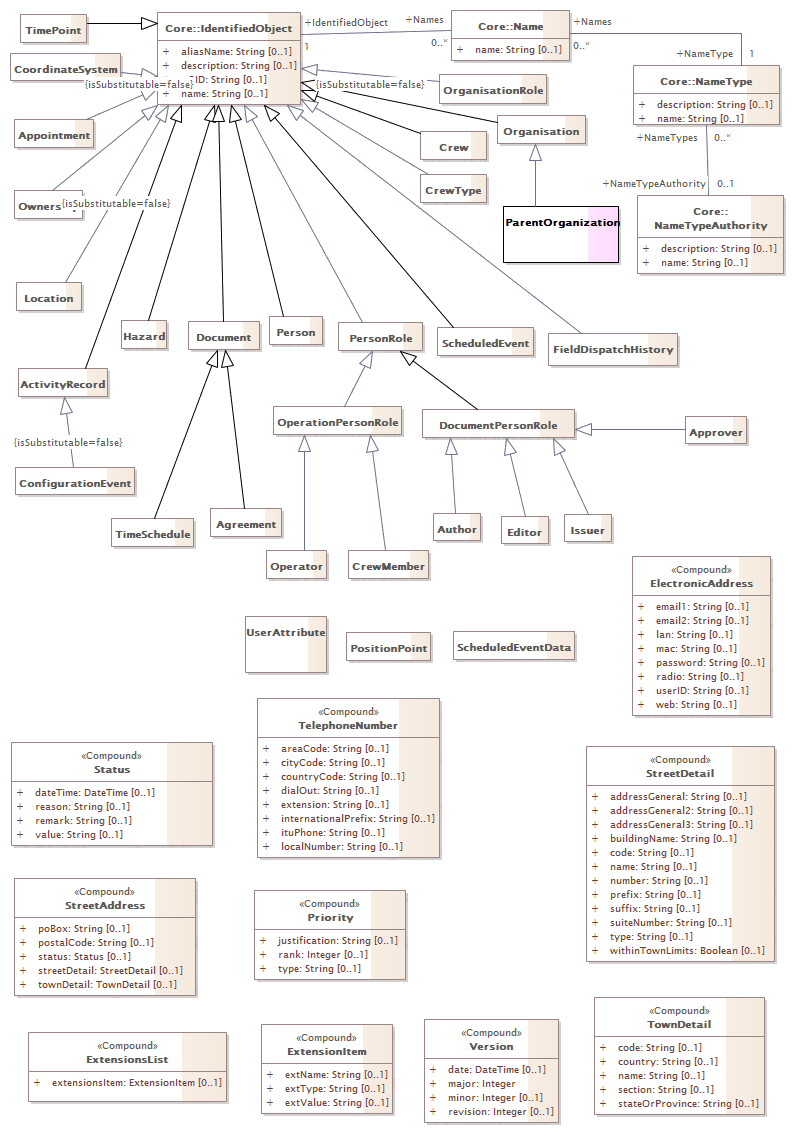 TimePoint
Core::IdentifiedObject
+ aliasName: String [0..1]
+ description: String [0..1]
+ ID: String [0..1]
+ name: String [0..1]
+IdentifiedObject
1
+Names
0..*
Core::Name
+ name: String [0..1]
+Names
0..*
+NameType 1
Core::NameType
+ description: String [0..1]
+ name: String [0..1]
+NameTypes 0..*
+NameTypeAuthority 0..1
Core::
NameTypeAuthority
+ description: String [0..1]
+ name: String [0..1]
CoordinateSystem
{isSubstitutable=false}
{isSubstitutable=false}
OrganisationRole
Appointment
Crew
Organisation
CrewType
Owners
{isSubstitutable=false}
ParentOrganization
Location
Hazard
Document
Person
PersonRole
ScheduledEvent
FieldDispatchHistory
ActivityRecord
{isSubstitutable=false}
ConfigurationEvent
OperationPersonRole
DocumentPersonRole
Approver
TimeSchedule
Agreement
Author
Editor
Issuer
Operator
CrewMember
UserAttribute
PositionPoint
ScheduledEventData
«Compound»
ElectronicAddress
+ email1: String [0..1]
+ email2: String [0..1]
+ lan: String [0..1]
+ mac: String [0..1]
+ password: String [0..1]
+ radio: String [0..1]
+ userID: String [0..1]
+ web: String [0..1]
«Compound»
TelephoneNumber
+ areaCode: String [0..1]
+ cityCode: String [0..1]
+ countryCode: String [0..1]
+ dialOut: String [0..1]
+ extension: String [0..1]
+ internationalPrefix: String [0..1]
+ ituPhone: String [0..1]
+ localNumber: String [0..1]
«Compound»
Status
+ dateTime: DateTime [0..1]
+ reason: String [0..1]
+ remark: String [0..1]
+ value: String [0..1]
«Compound»
StreetDetail
+ addressGeneral: String [0..1]
+ addressGeneral2: String [0..1]
+ addressGeneral3: String [0..1]
+ buildingName: String [0..1]
+ code: String [0..1]
+ name: String [0..1]
+ number: String [0..1]
+ prefix: String [0..1]
+ suffix: String [0..1]
+ suiteNumber: String [0..1]
+ type: String [0..1]
+ withinTownLimits: Boolean [0..1]
«Compound»
StreetAddress
+ poBox: String [0..1]
+ postalCode: String [0..1]
+ status: Status [0..1]
+ streetDetail: StreetDetail [0..1]
+ townDetail: TownDetail [0..1]
«Compound»
Priority
+ justification: String [0..1]
+ rank: Integer [0..1]
+ type: String [0..1]
«Compound»
TownDetail
+ code: String [0..1]
+ country: String [0..1]
+ name: String [0..1]
+ section: String [0..1]
+ stateOrProvince: String [0..1]
«Compound»
ExtensionsList
+ extensionsItem: ExtensionItem [0..1]
«Compound»
ExtensionItem
+ extName: String [0..1]
+ extType: String [0..1]
+ extValue: String [0..1]
«Compound»
Version
+ date: DateTime [0..1]
+ major: Integer
+ minor: Integer [0..1]
+ revision: Integer [0..1]